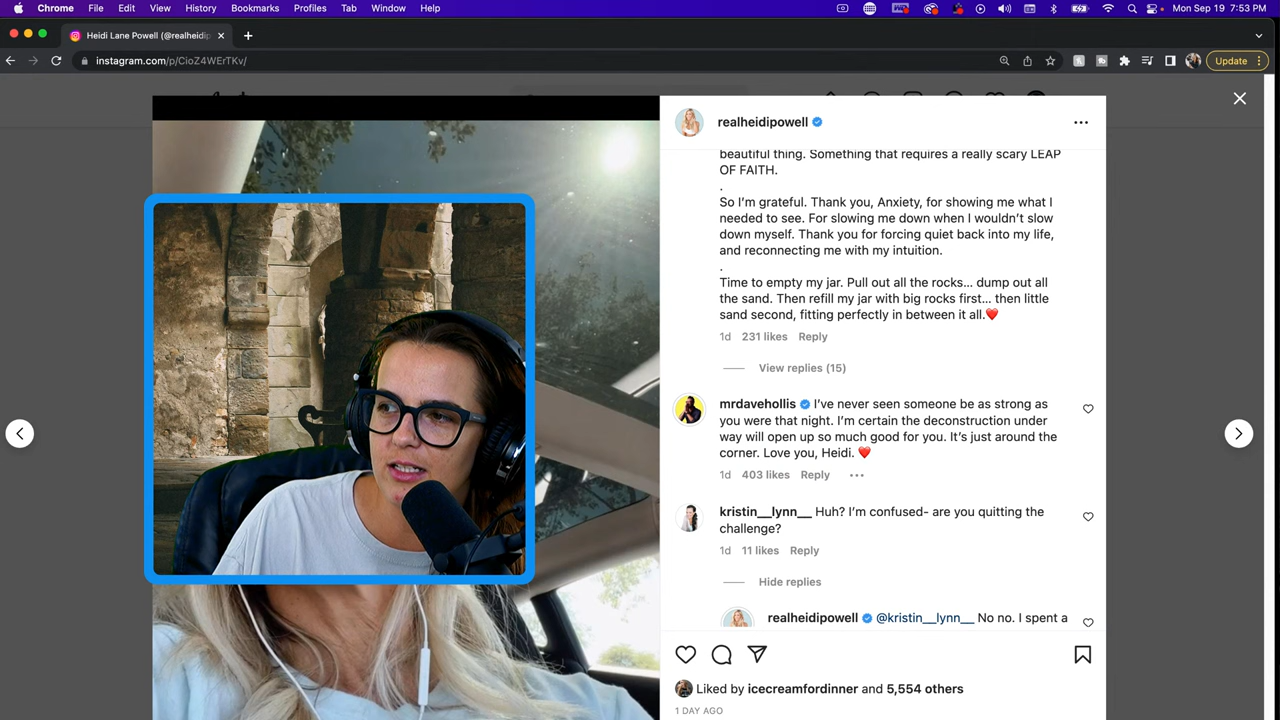 Chrome File Edit View History Bookmarks Profiles Tab Window Help Mon Sep 19 7:53 PM
Heidi Lane Powell (@realheidip
instagram.com/p/CioZ4WErTKv/
Update
realheidipowell
beautiful thing. Something that requires a really scary LEAP
OF FAITH.
.
So I'm grateful. Thank you, Anxiety, for showing me what I
needed to see. For slowing me down when I wouldn't slow
down myself. Thank you for forcing quiet back into my life,
and reconnecting me with my intuition.
.
Time to empty my jar. Pull out all the rocks... dump out all
the sand. Then refill my jar with big rocks first... then little
sand second, fitting perfectly in between it all.❤️
1d 231 likes Reply
View replies (15)
mrdavehollis I've never seen someone be as strong as
you were that night. I'm certain the deconstruction under
way will open up so much good for you. It's just around the
corner. Love you, Heidi. ❤️
1d 403 likes Reply
kristin__lynn__ Huh? I'm confused- are you quitting the
challenge?
1d 11 likes Reply
Hide replies
realheidipowell @kristin__lynn__ No no. I spent a
Liked by icecreamfordinner and 5,554 others
1 DAY AGO